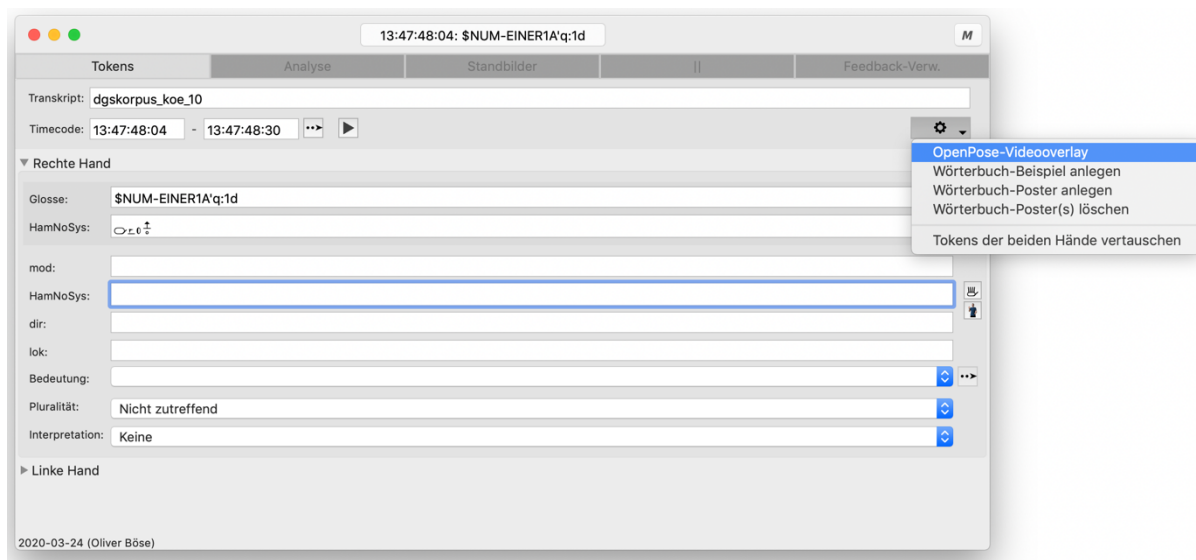 13:47:48:04: $NUM-EINER1A'q:1d
M
Tokens Analyse Standbilder || Feedback-Verw.
Transkript: dgskorpus_koe_10
Timecode: 13:47:48:04 - 13:47:48:30
OpenPose-Videooverlay
Wörterbuch-Beispiel anlegen
Wörterbuch-Poster anlegen
Wörterbuch-Poster(s) löschen
Tokens der beiden Hände vertauschen
Rechte Hand
Glosse: $NUM-EINER1A'q:1d
HamNoSys:
mod:
HamNoSys:
dir:
lok:
Bedeutung:
Pluralität: Nicht zutreffend
Interpretation: Keine
Linke Hand
2020-03-24 (Oliver Böse)